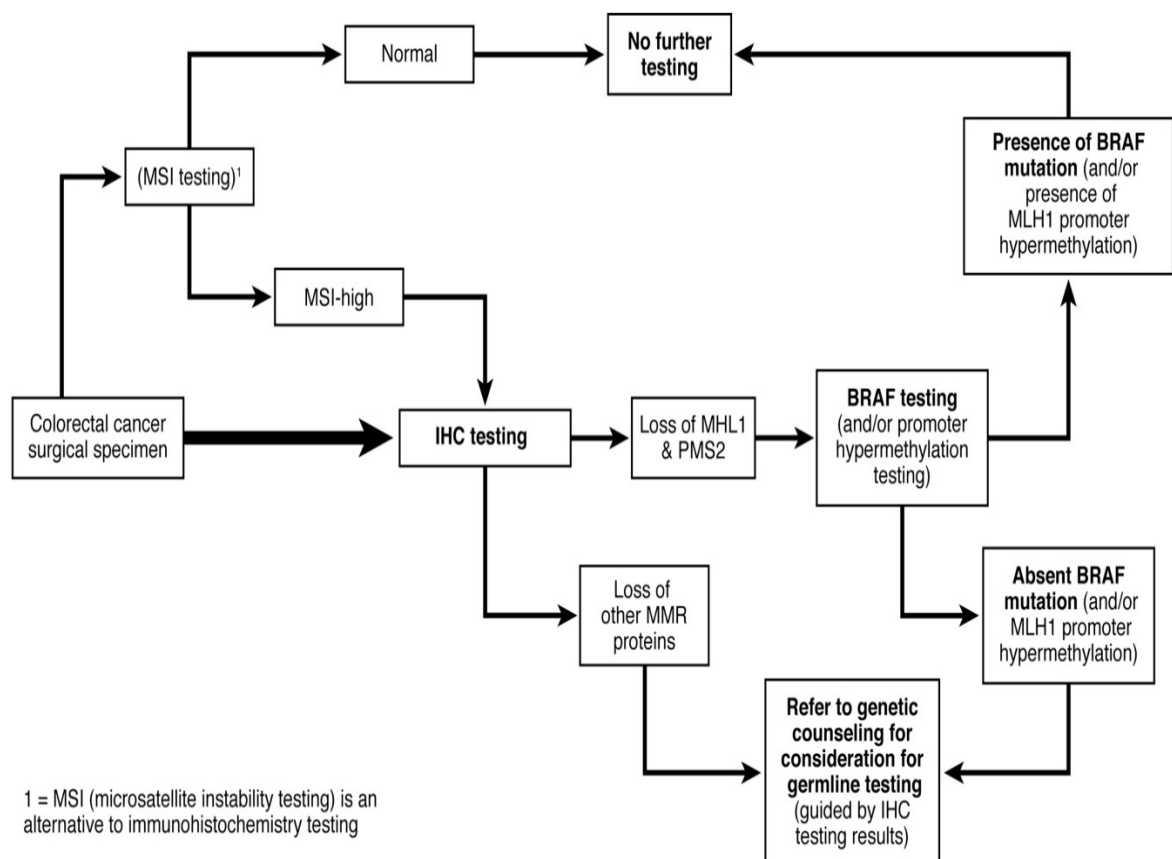 Normal
No further
testing
(MSI testing)¹
Presence of BRAF
mutation (and/or
presence of
MLH1 promoter
hypermethylation)
MSI-high
Colorectal cancer
surgical specimen
IHC testing
Loss of MHL1
& PMS2
BRAF testing
(and/or promoter
hypermethylation
testing)
Loss of
other MMR
proteins
Absent BRAF
mutation (and/or
MLH1 promoter
hypermethylation)
Refer to genetic
counseling for
consideration for
germline testing
(guided by IHC
testing results)
1 = MSI (microsatellite instability testing) is an
alternative to immunohistochemistry testing